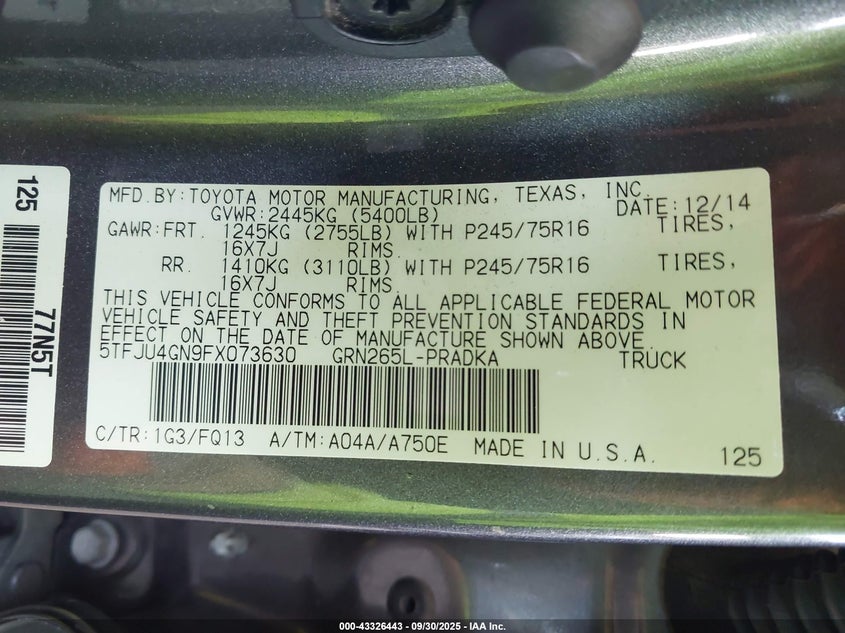 125
77N5T
MFD.BY:TOYOTA MOTOR MANUFACTURING, TEXAS, INC.
GVWR:2445KG (5400LB) DATE:12/14
GAWR:FRT. 1245KG (2755LB) WITH P245/75R16 TIRES,
16X7J RIMS.
RR. 1410KG (3110LB) WITH P245/75R16 TIRES,
16X7J RIMS.
THIS VEHICLE CONFORMS TO ALL APPLICABLE FEDERAL MOTOR
VEHICLE SAFETY AND THEFT PREVENTION STANDARDS IN
EFFECT ON THE DATE OF MANUFACTURE SHOWN ABOVE.
5TFJU4GN9FX073630 GRN265L-PRADKA TRUCK
C/TR:1G3/FQ13 A/TM:A04A/A750E MADE IN U.S.A. 125
000-43326443 - 09/30/2025 - IAA Inc.